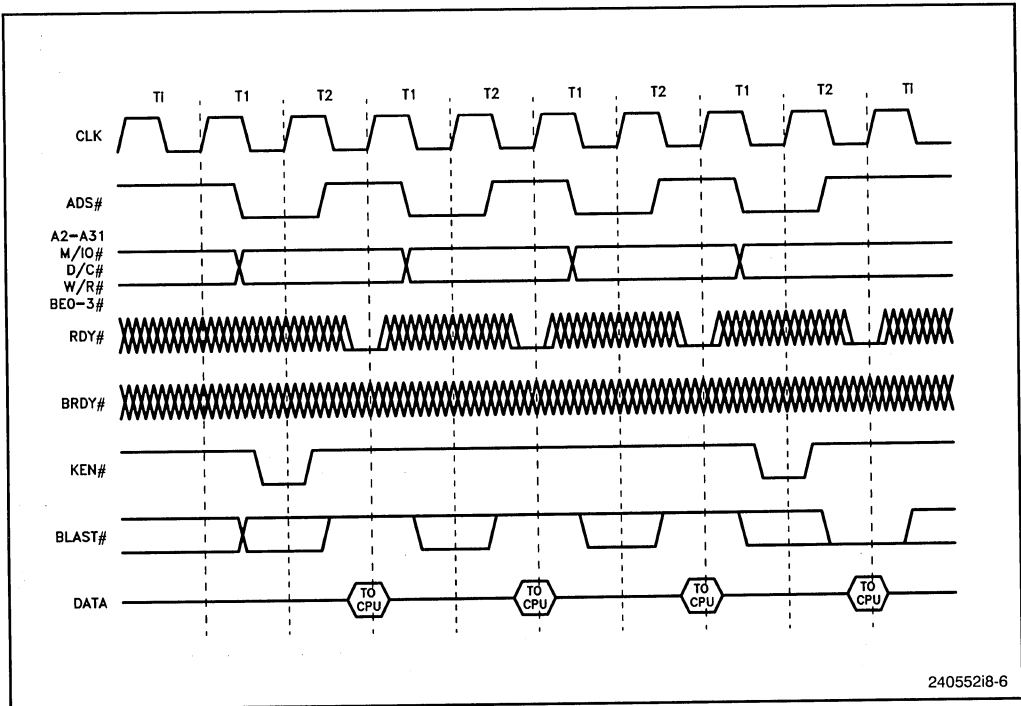 Ti T1 T2 T1 T2 T1 T2 T1 T2 Ti
CLK
ADS#
A2–A31
M/IO#
D/C#
W/R#
BE0–3#
RDY#
BRDY#
KEN#
BLAST#
DATA
TO CPU
TO CPU
TO CPU
TO CPU
240552i8-6